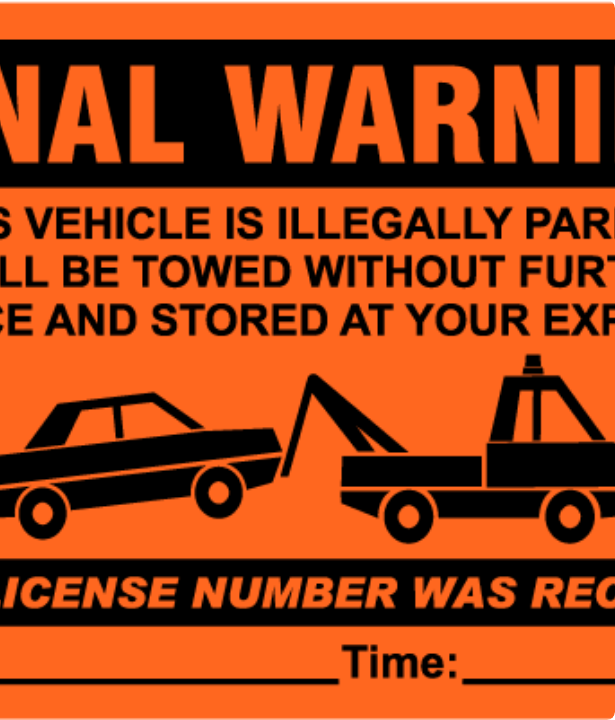 NAL WARNI
S VEHICLE IS ILLEGALLY PAR
LL BE TOWED WITHOUT FURT
CE AND STORED AT YOUR EXP
LICENSE NUMBER WAS REC
Time: